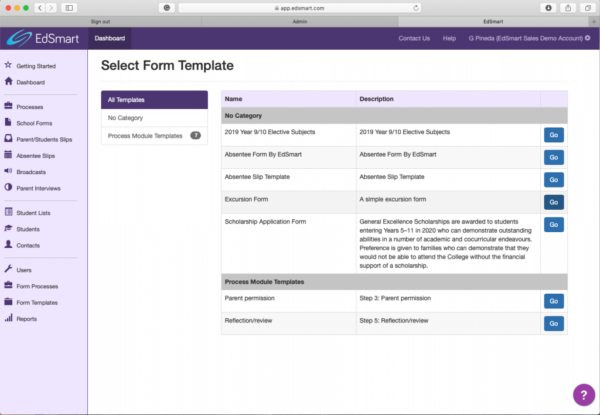 app.edsmart.com
Sign out
Admin
EdSmart
EdSmart
Dashboard
Contact Us
Help
G Pineda (EdSmart Sales Demo Account)
Getting Started
Dashboard
Processes
School Forms
Parent/Students Slips
Absentee Slips
Broadcasts
Parent Interviews
Student Lists
Students
Contacts
Users
Form Processes
Form Templates
Reports
Select Form Template
All Templates
No Category
Process Module Templates 7
Name Description
No Category
2019 Year 9/10 Elective Subjects 2019 Year 9/10 Elective Subjects Go
Absentee Form By EdSmart Absentee Form By EdSmart Go
Absentee Slip Template Absentee Slip Template Go
Excursion Form A simple excursion form Go
Scholarship Application Form General Excellence Scholarships are awarded to students Go
entering Years 5–11 in 2020 who can demonstrate outstanding
abilities in a number of academic and cocurricular endeavours.
Preference is given to families who can demonstrate that they
would not be able to attend the College without the financial
support of a scholarship.
Process Module Templates
Parent permission Step 3: Parent permission Go
Reflection/review Step 5: Reflection/review Go
?